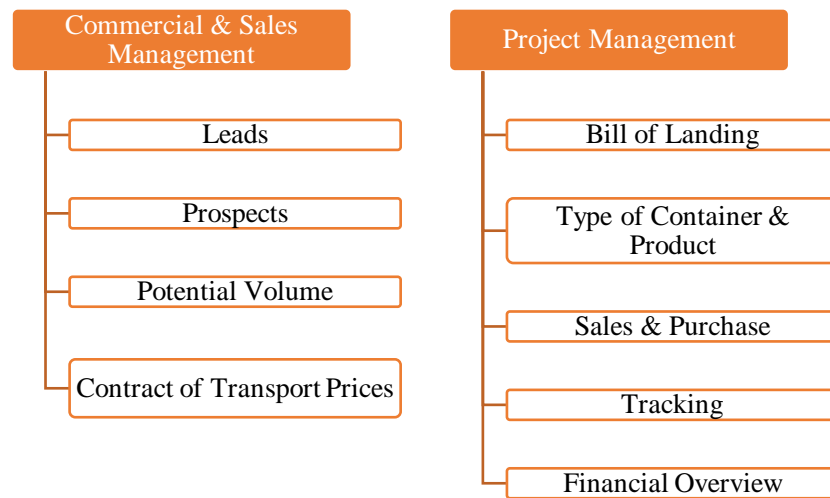 Commercial & Sales
Management
Leads
Prospects
Potential Volume
Contract of Transport Prices
Project Management
Bill of Landing
Type of Container &
Product
Sales & Purchase
Tracking
Financial Overview